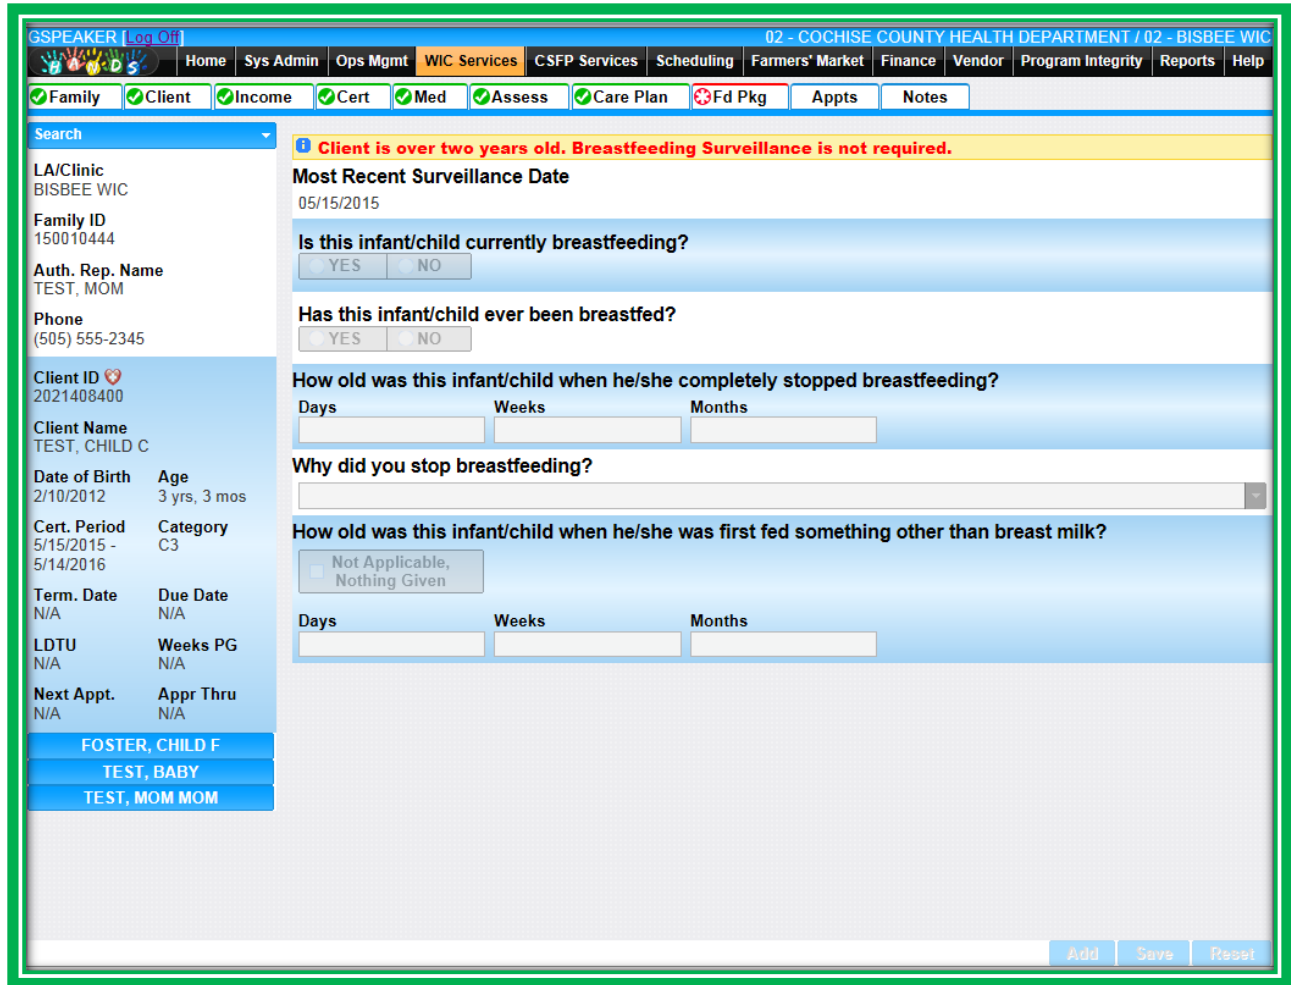 GSPEAKER [Log Off] 02 - COCHISE COUNTY HEALTH DEPARTMENT / 02 - BISBEE WIC
HANDS Home Sys Admin Ops Mgmt WIC Services CSFP Services Scheduling Farmers' Market Finance Vendor Program Integrity Reports Help
Family Client Income Cert Med Assess Care Plan Fd Pkg Appts Notes
Search
LA/Clinic
BISBEE WIC
Family ID
150010444
Auth. Rep. Name
TEST, MOM
Phone
(505) 555-2345
Client ID
2021408400
Client Name
TEST, CHILD C
Date of Birth Age
2/10/2012 3 yrs, 3 mos
Cert. Period Category
5/15/2015 - C3
5/14/2016
Term. Date Due Date
N/A N/A
LDTU Weeks PG
N/A N/A
Next Appt. Appr Thru
N/A N/A
FOSTER, CHILD F
TEST, BABY
TEST, MOM MOM
Client is over two years old. Breastfeeding Surveillance is not required.
Most Recent Surveillance Date
05/15/2015
Is this infant/child currently breastfeeding?
YES NO
Has this infant/child ever been breastfed?
YES NO
How old was this infant/child when he/she completely stopped breastfeeding?
Days Weeks Months
Why did you stop breastfeeding?
How old was this infant/child when he/she was first fed something other than breast milk?
Not Applicable,
Nothing Given
Days Weeks Months
Add Save Reset